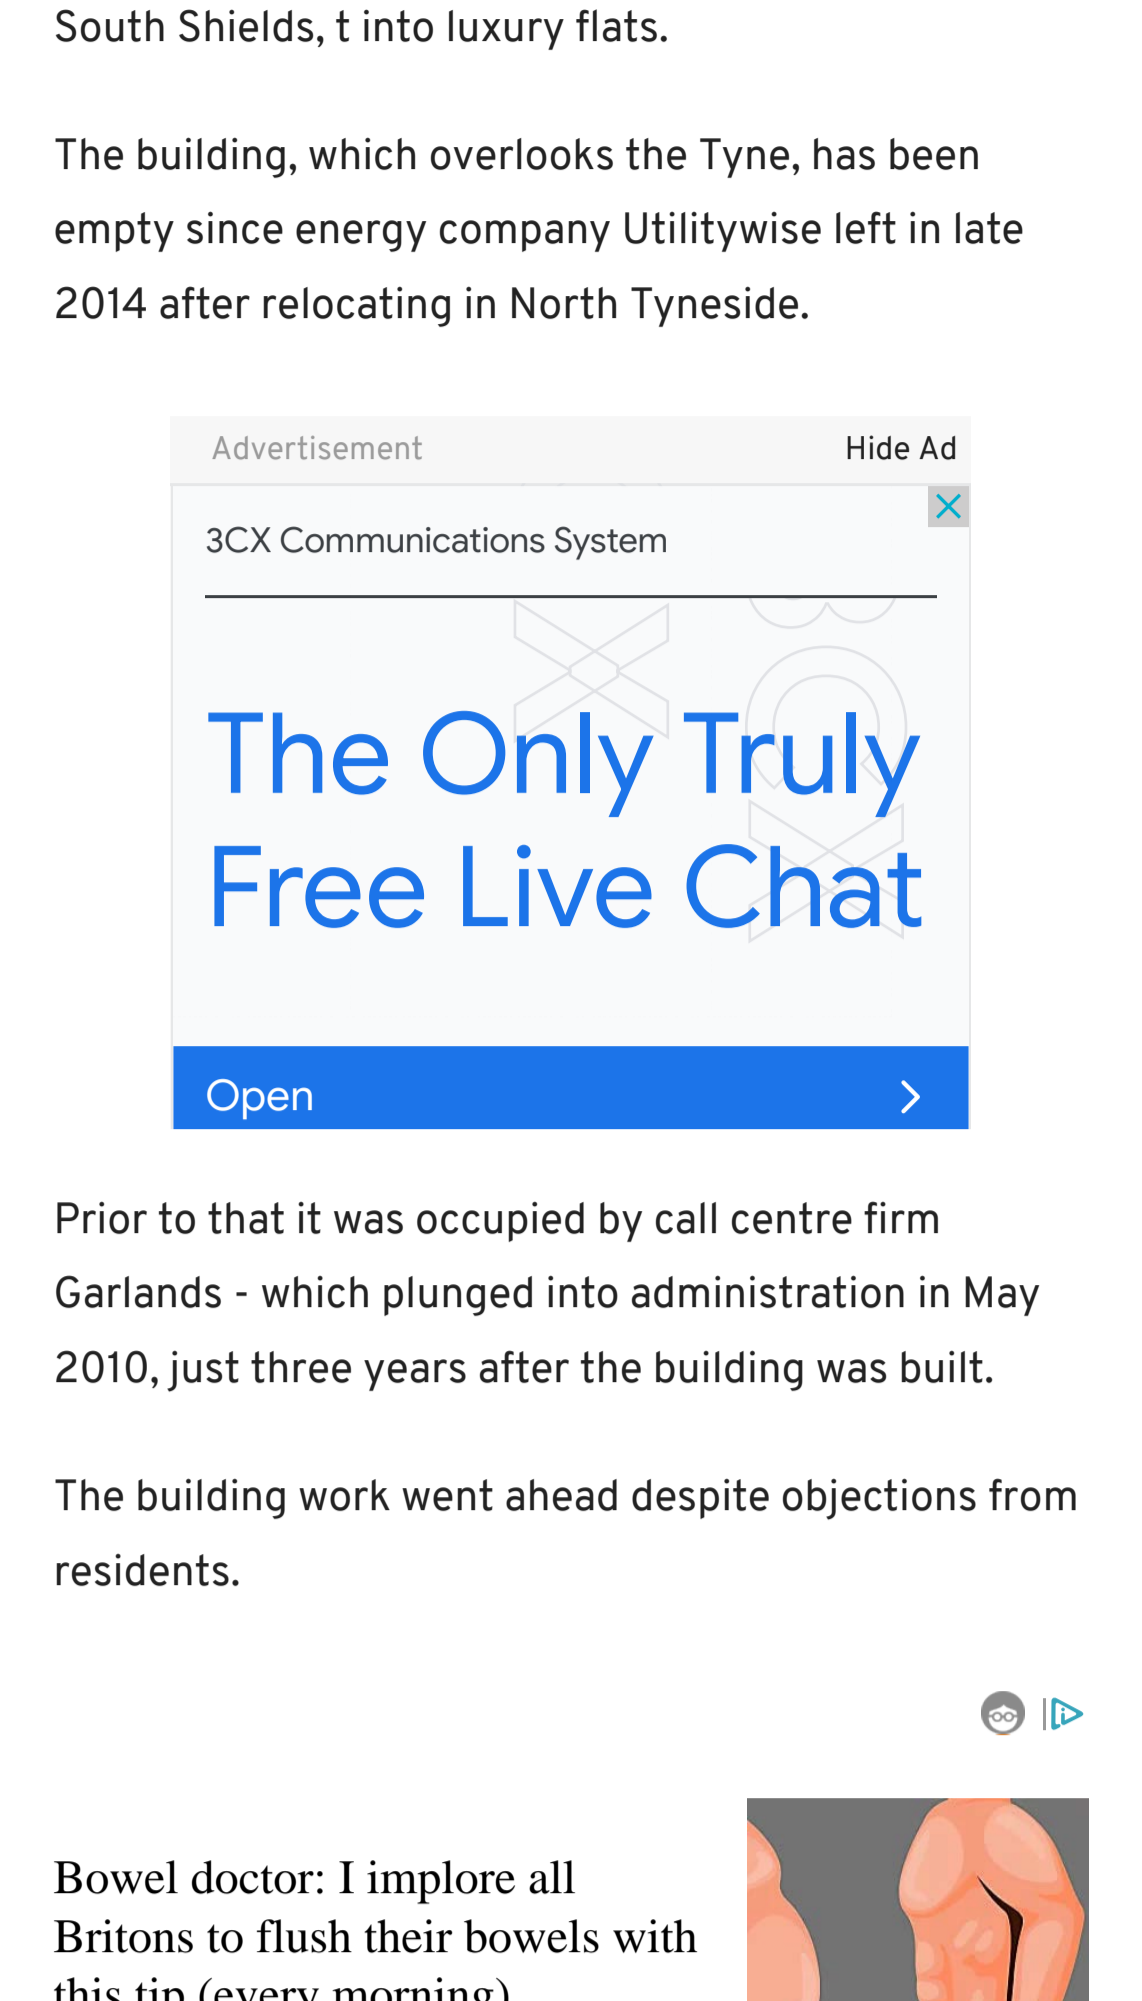 South Shields, t into luxury flats.
The building, which overlooks the Tyne, has been
empty since energy company Utilitywise left in late
2014 after relocating in North Tyneside.
Advertisement
Hide Ad
3CX Communications System
The Only Truly
Free Live Chat
Open
Prior to that it was occupied by call centre firm
Garlands - which plunged into administration in May
2010, just three years after the building was built.
The building work went ahead despite objections from
residents.
Bowel doctor: I implore all
Britons to flush their bowels with
this tip (every morning)